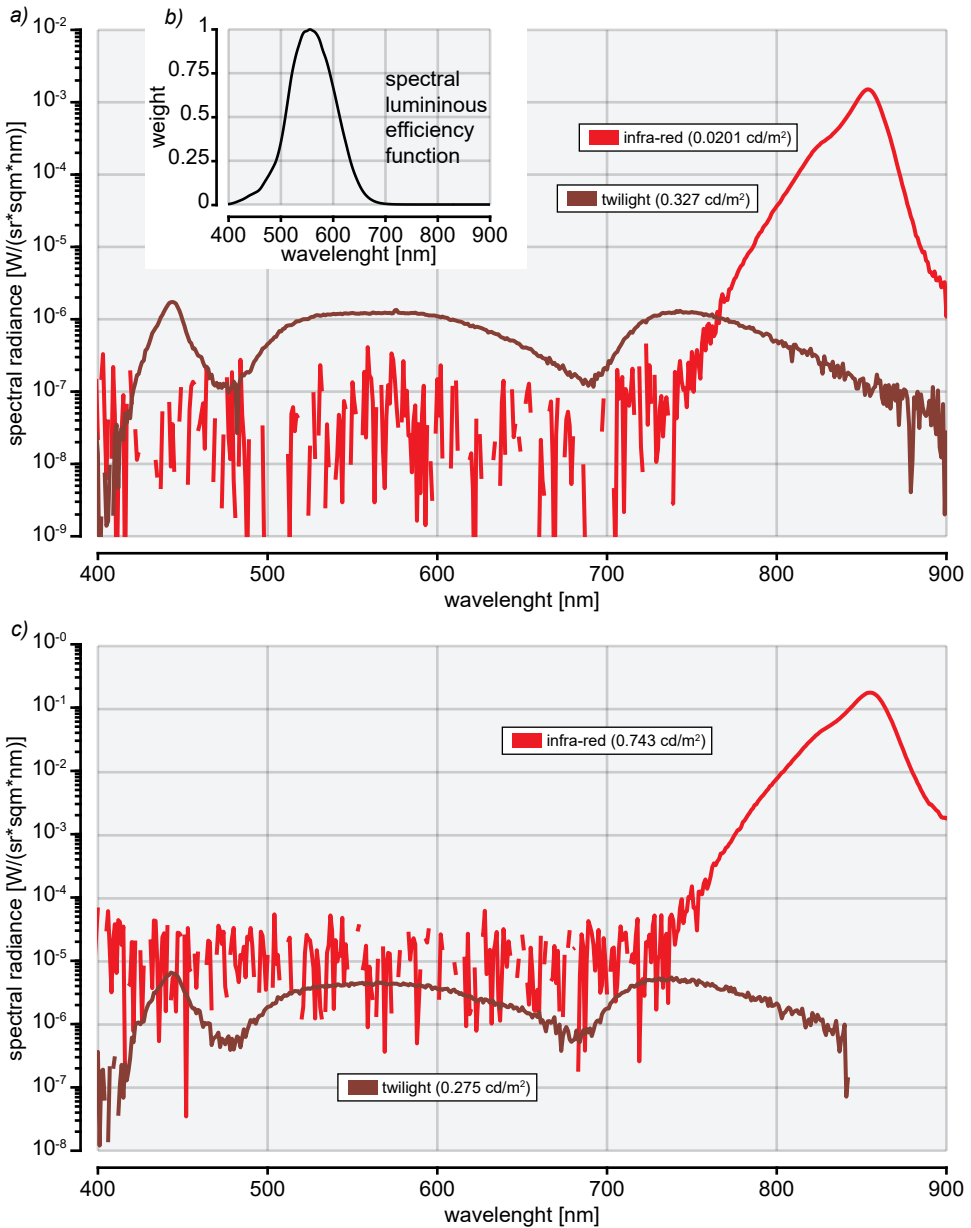 a)
spectral radiance [W/(sr*sqm*nm)]
10-2
10-3
10-4
10-5
10-6
10-7
10-8
10-9
400
500
600
700
800
900
wavelenght [nm]
infra-red (0.0201 cd/m²)
twilight (0.327 cd/m²)
b)
weight
1
0.75
0.5
0.25
0
400
500
600
700
800
900
wavelenght [nm]
spectral
lumininous
efficiency
function
c)
spectral radiance [W/(sr*sqm*nm)]
10-0
10-1
10-2
10-3
10-4
10-5
10-6
10-7
10-8
400
500
600
700
800
900
wavelenght [nm]
infra-red (0.743 cd/m²)
twilight (0.275 cd/m²)